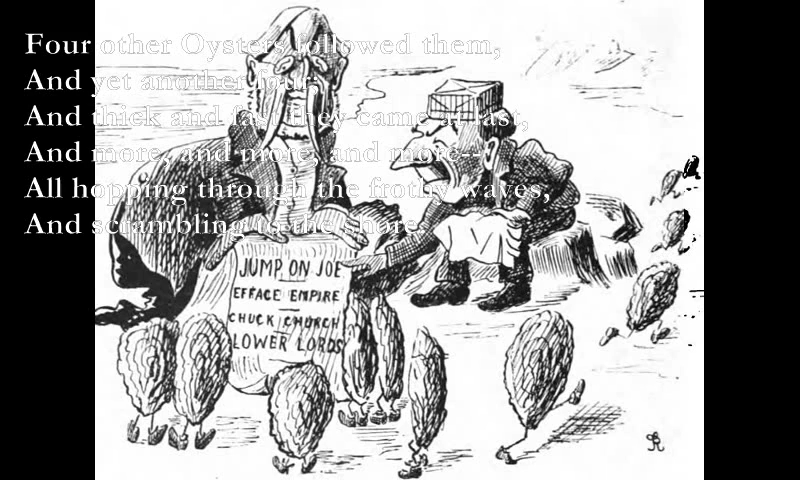 Four other Oysters followed them,
And yet another four;
And thick and fast they came at last,
And more, and more, and more--
All hopping through the frothy waves,
And scrambling to the shore.
JUMP ON JOE
EFFACE EMPIRE
CHUCK CHURCH
LOWER LORDS